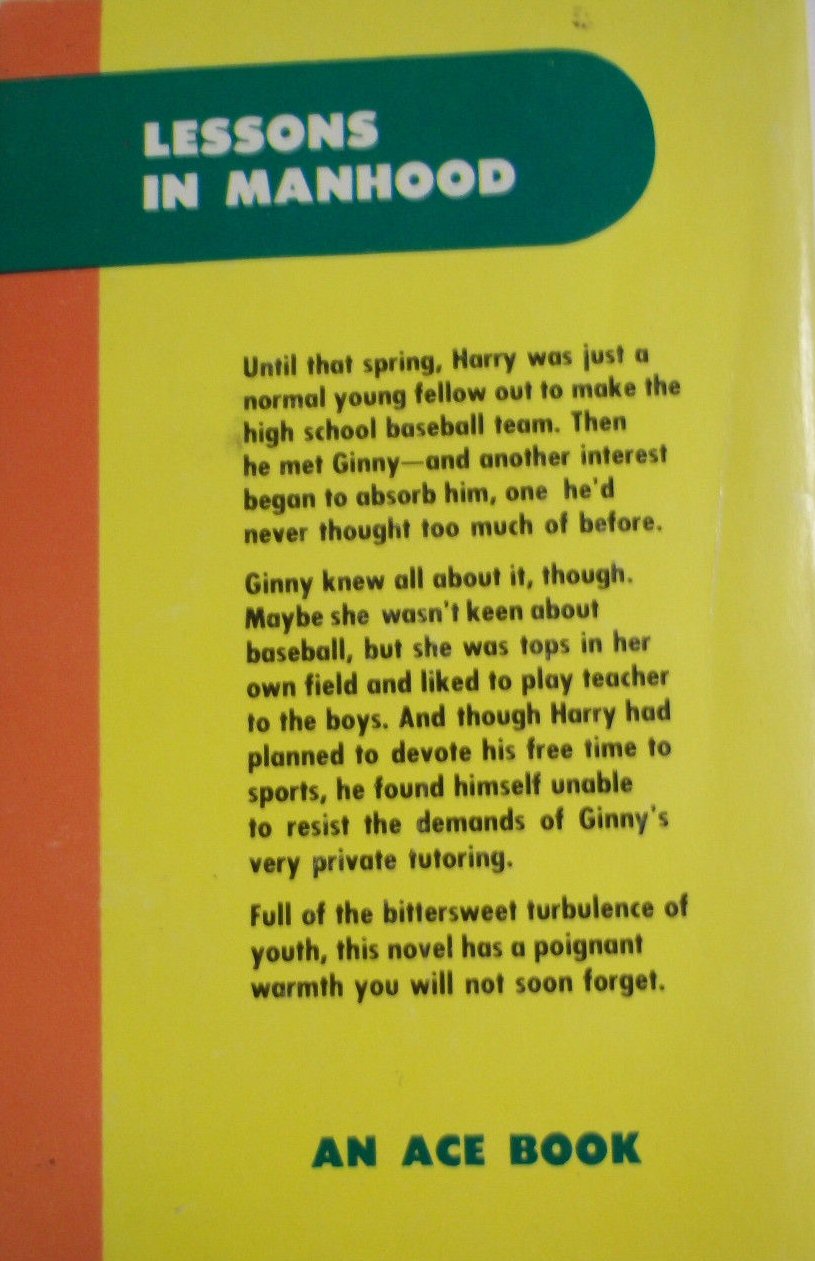 LESSONS
IN MANHOOD
Until that spring, Harry was just a
normal young fellow out to make the
high school baseball team. Then
he met Ginny—and another interest
began to absorb him, one he'd
never thought too much of before.
Ginny knew all about it, though.
Maybe she wasn't keen about
baseball, but she was tops in her
own field and liked to play teacher
to the boys. And though Harry had
planned to devote his free time to
sports, he found himself unable
to resist the demands of Ginny's
very private tutoring.
Full of the bittersweet turbulence of
youth, this novel has a poignant
warmth you will not soon forget.
AN ACE BOOK